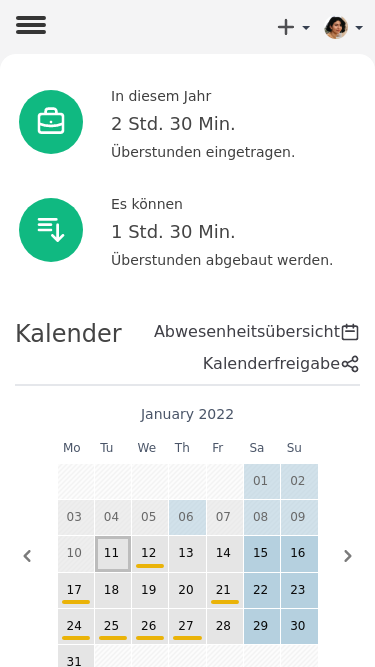 In diesem Jahr
2 Std. 30 Min.
Überstunden eingetragen.
Es können
1 Std. 30 Min.
Überstunden abgebaut werden.
Kalender
Abwesenheitsübersicht
Kalenderfreigabe
January 2022
Mo Tu We Th Fr Sa Su
01 02
03 04 05 06 07 08 09
10 11 12 13 14 15 16
17 18 19 20 21 22 23
24 25 26 27 28 29 30
31